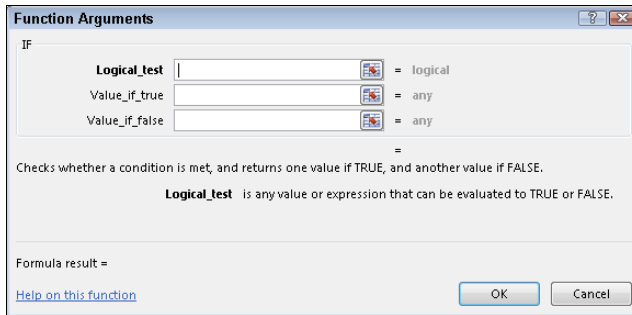 Function Arguments
IF
Logical_test = logical
Value_if_true = any
Value_if_false = any
=
Checks whether a condition is met, and returns one value if TRUE, and another value if FALSE.
Logical_test is any value or expression that can be evaluated to TRUE or FALSE.
Formula result =
Help on this function OK Cancel